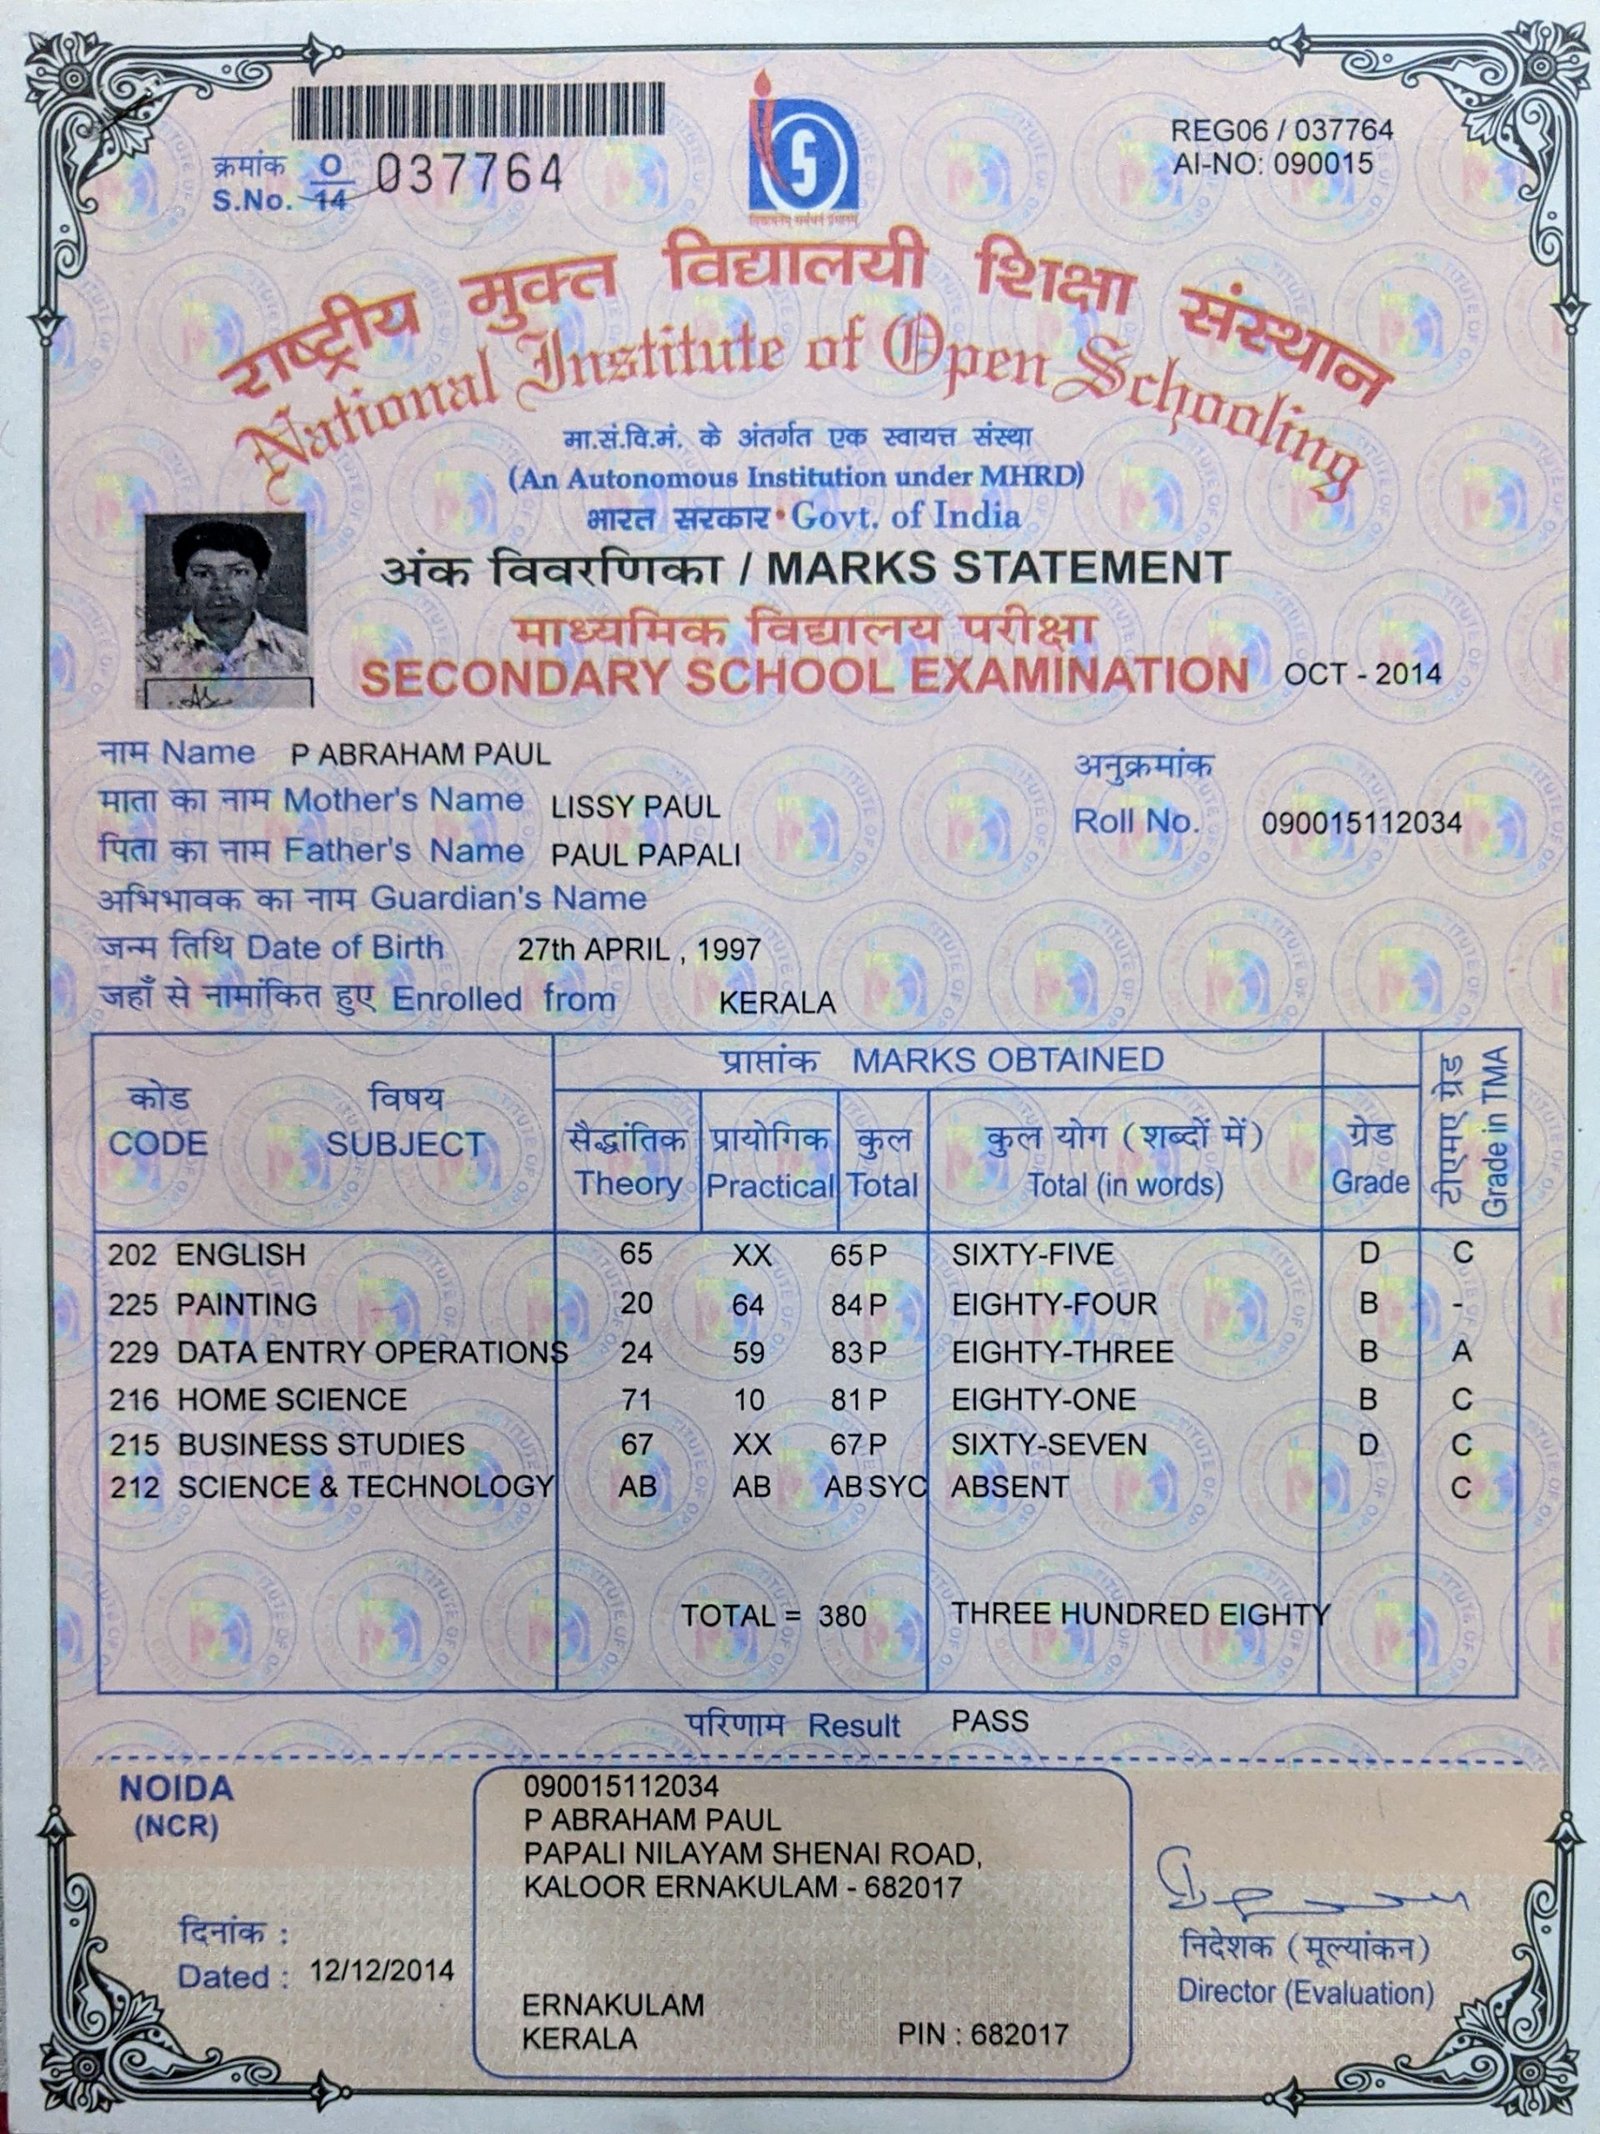 REG06 / 037764
AI-NO: 090015
क्रमांक O
S.No. 14 037764
राष्ट्रीय मुक्त विद्यालयी शिक्षा संस्थान
National Institute of Open Schooling
मा.सं.वि.मं. के अंतर्गत एक स्वायत्त संस्था
(An Autonomous Institution under MHRD)
भारत सरकार • Govt. of India
अंक विवरणिका / MARKS STATEMENT
माध्यमिक विद्यालय परीक्षा
SECONDARY SCHOOL EXAMINATION OCT - 2014
नाम Name P ABRAHAM PAUL
माता का नाम Mother's Name LISSY PAUL
पिता का नाम Father's Name PAUL PAPALI
अनुक्रमांक
Roll No. 090015112034
अभिभावक का नाम Guardian's Name
जन्म तिथि Date of Birth 27th APRIL , 1997
जहाँ से नामांकित हुए Enrolled from KERALA
प्राप्तांक MARKS OBTAINED
कोड विषय सैद्धांतिक प्रायोगिक कुल कुल योग (शब्दों में) ग्रेड टीएमए ग्रेड
CODE SUBJECT Theory Practical Total Total (in words) Grade Grade in TMA
202 ENGLISH 65 XX 65 P SIXTY-FIVE D C
225 PAINTING 20 64 84 P EIGHTY-FOUR B -
229 DATA ENTRY OPERATIONS 24 59 83 P EIGHTY-THREE B A
216 HOME SCIENCE 71 10 81 P EIGHTY-ONE B C
215 BUSINESS STUDIES 67 XX 67 P SIXTY-SEVEN D C
212 SCIENCE & TECHNOLOGY AB AB AB SYC ABSENT C
TOTAL = 380 THREE HUNDRED EIGHTY
परिणाम Result PASS
NOIDA
(NCR)
दिनांक :
Dated : 12/12/2014
090015112034
P ABRAHAM PAUL
PAPALI NILAYAM SHENAI ROAD,
KALOOR ERNAKULAM - 682017
ERNAKULAM
KERALA PIN : 682017
निदेशक (मूल्यांकन)
Director (Evaluation)